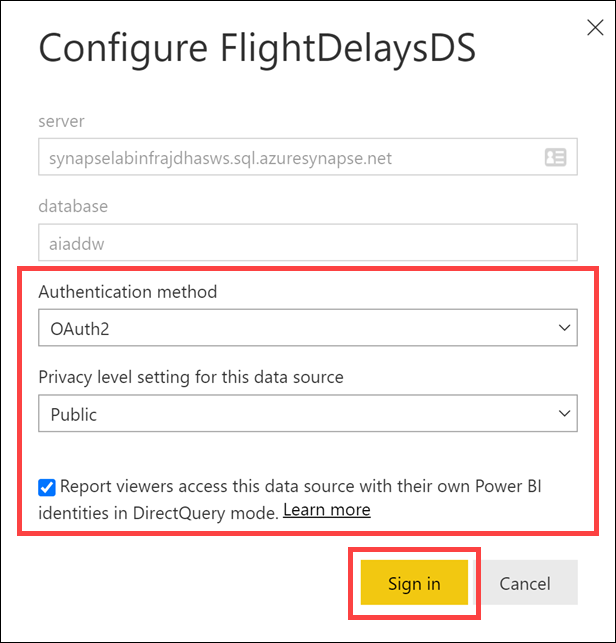 Configure FlightDelaysDS
server
synapselabinfrajdhasws.sql.azuresynapse.net
database
aiaddw
Authentication method
OAuth2
Privacy level setting for this data source
Public
Report viewers access this data source with their own Power BI
identities in DirectQuery mode. Learn more
Sign in
Cancel